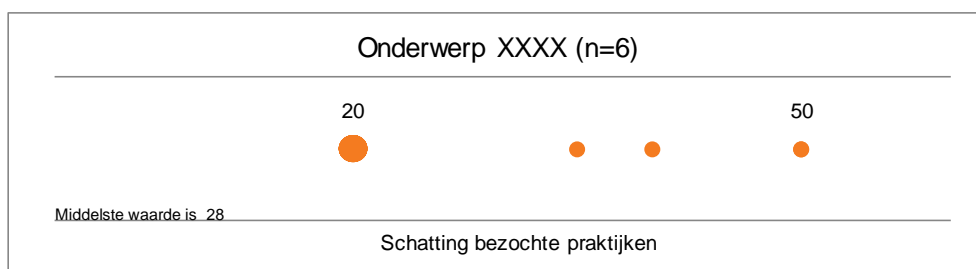 Onderwerp XXXX (n=6)
20 50
Middelste waarde is 28
Schatting bezochte praktijken